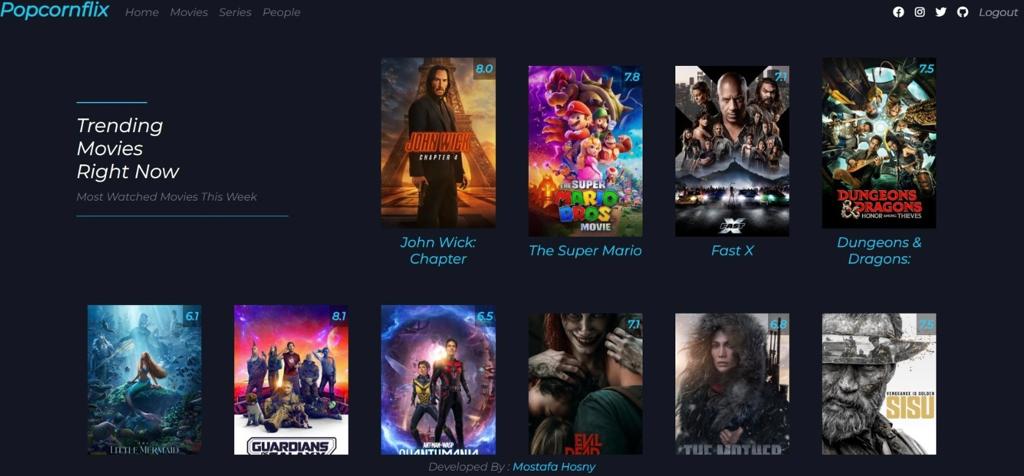 Popcornflix Home Movies Series People Logout
8.0
7.8
7.1
7.5
JOHN WICK
CHAPTER 4
THE SUPER
MARIO
BROS
MOVIE
FAST X
DUNGEONS
& DRAGONS
HONOR AMONG THIEVES
Trending
Movies
Right Now
Most Watched Movies This Week
John Wick:
Chapter
The Super Mario
Fast X
Dungeons &
Dragons:
6.1
8.1
6.5
7.1
6.8
7.5
THE
LITTLE MERMAID
GUARDIANS
ANT-MAN AND WASP
QUANTUMANIA
EVIL
DEAD
THE MOTHER
VENGEANCE IS GOLDEN
SISU
Developed By : Mostafa Hosny